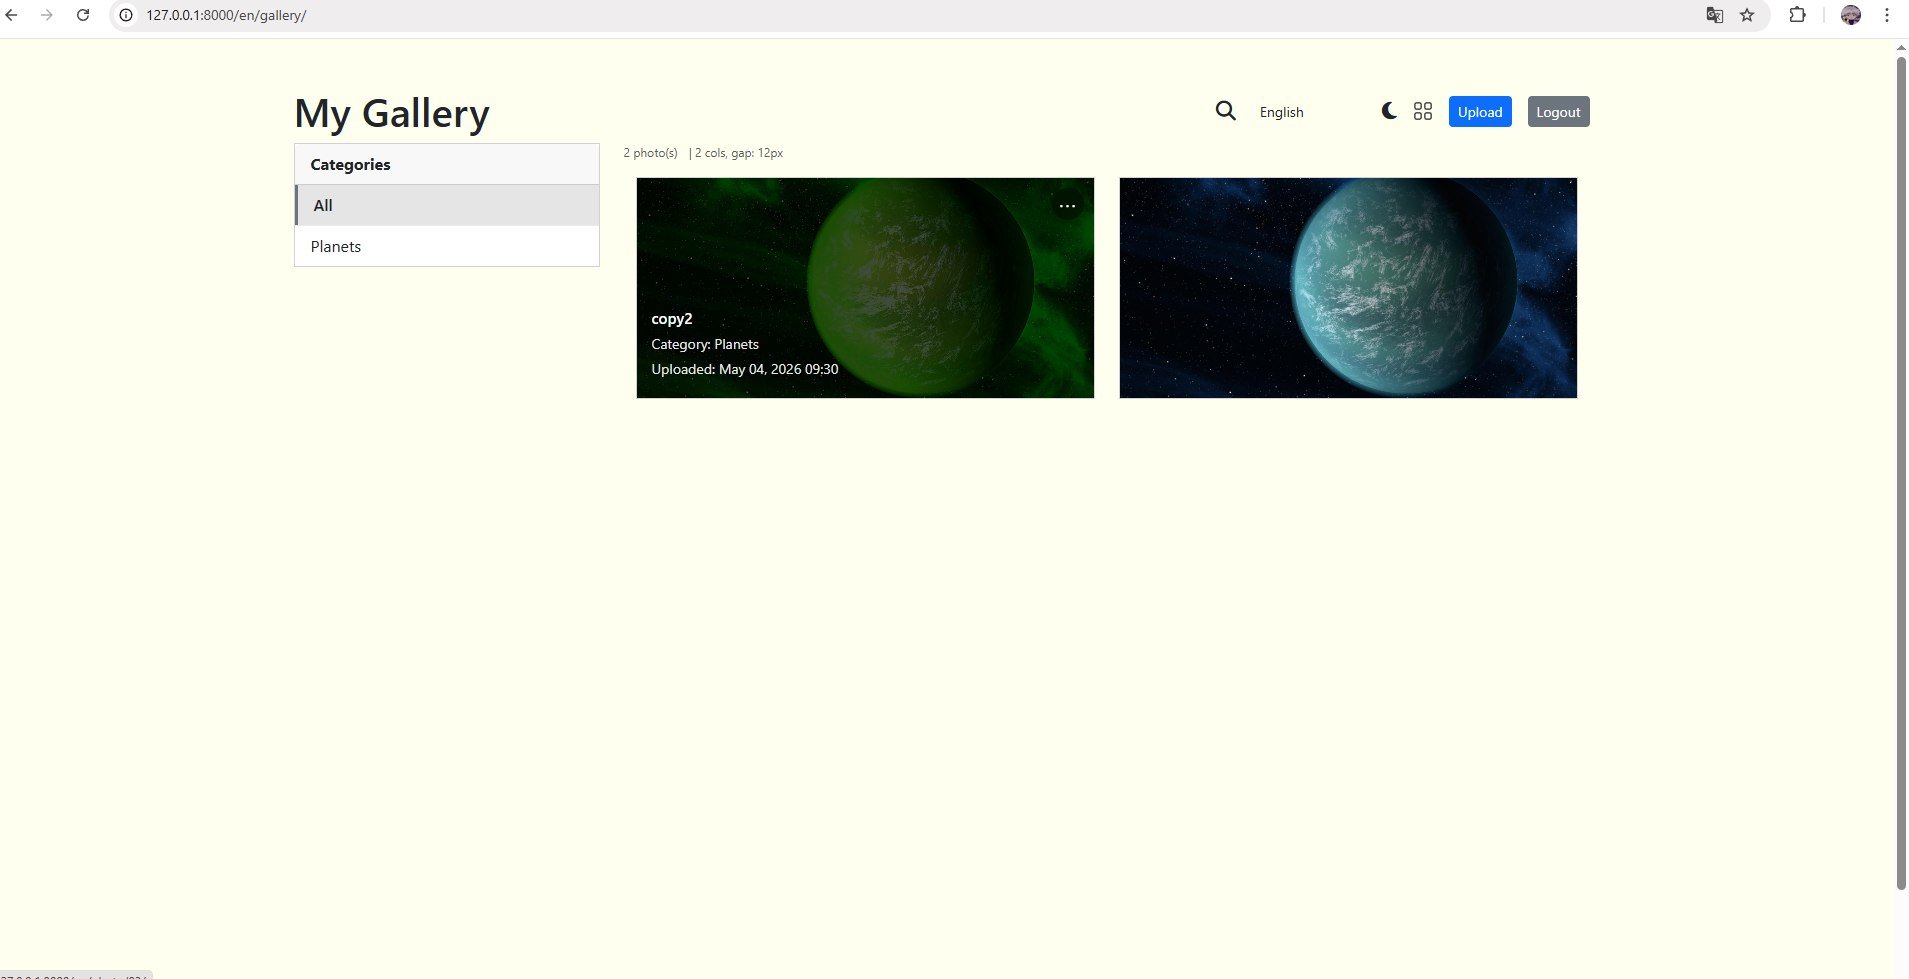 127.0.0.1:8000/en/gallery/
My Gallery
English
Upload
Logout
Categories
All
Planets
2 photo(s) | 2 cols, gap: 12px
copy2
Category: Planets
Uploaded: May 04, 2026 09:30